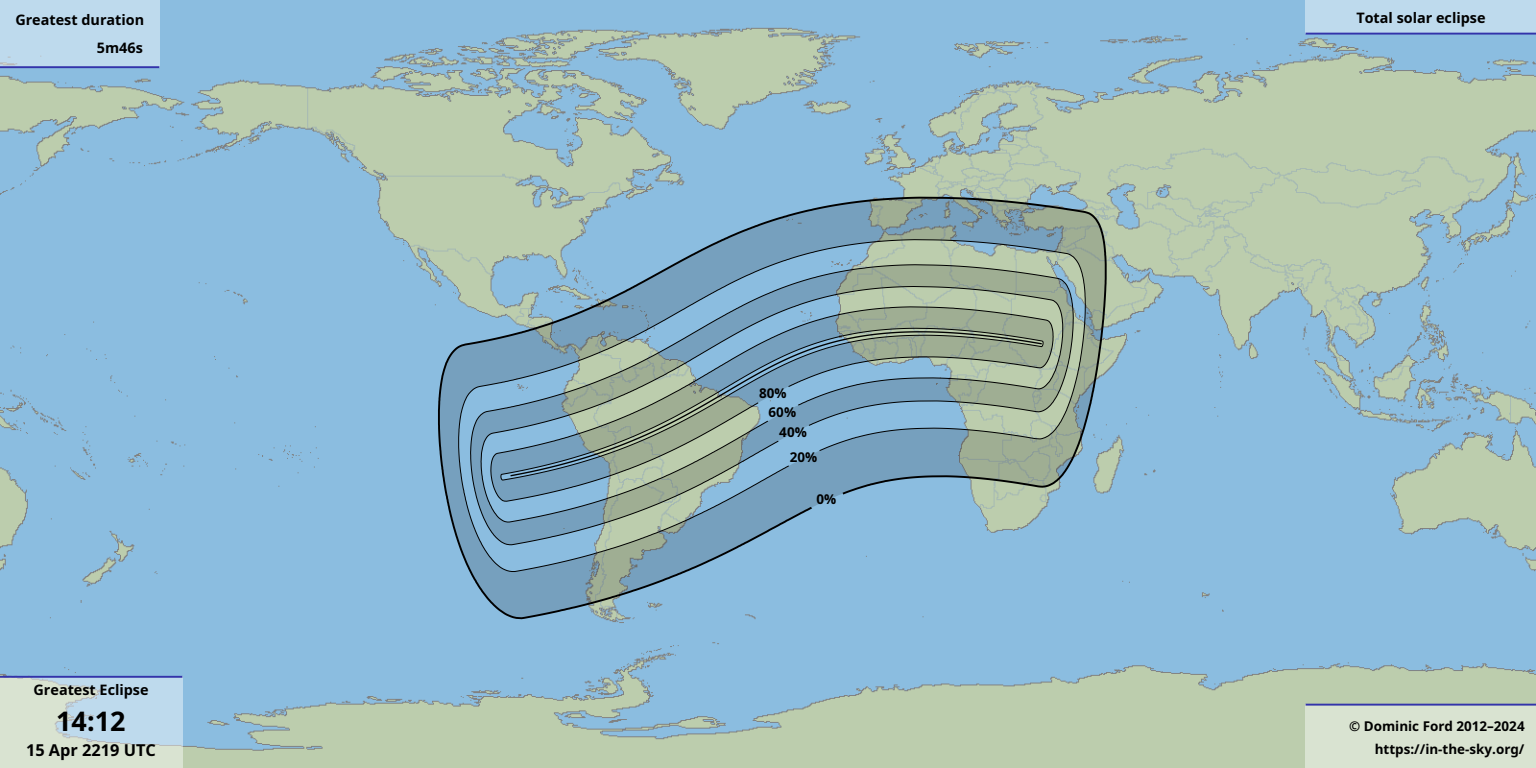 Greatest duration
5m46s
Total solar eclipse
80%
60%
40%
20%
0%
Greatest Eclipse
14:12
15 Apr 2219 UTC
© Dominic Ford 2012–2024
https://in-the-sky.org/